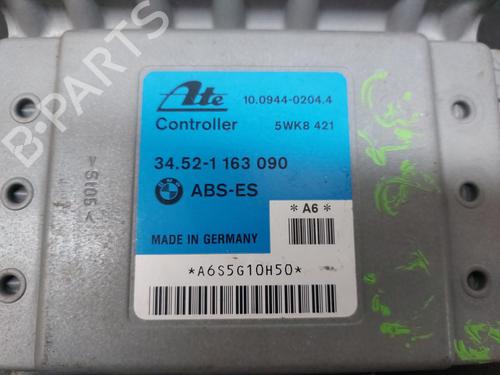 Ate 10.0944-0204.4
Controller 5WK8 421
34.52-1 163 090
BMW ABS-ES
*A6*
MADE IN GERMANY
*A6S5G10H50*
B-PARTS